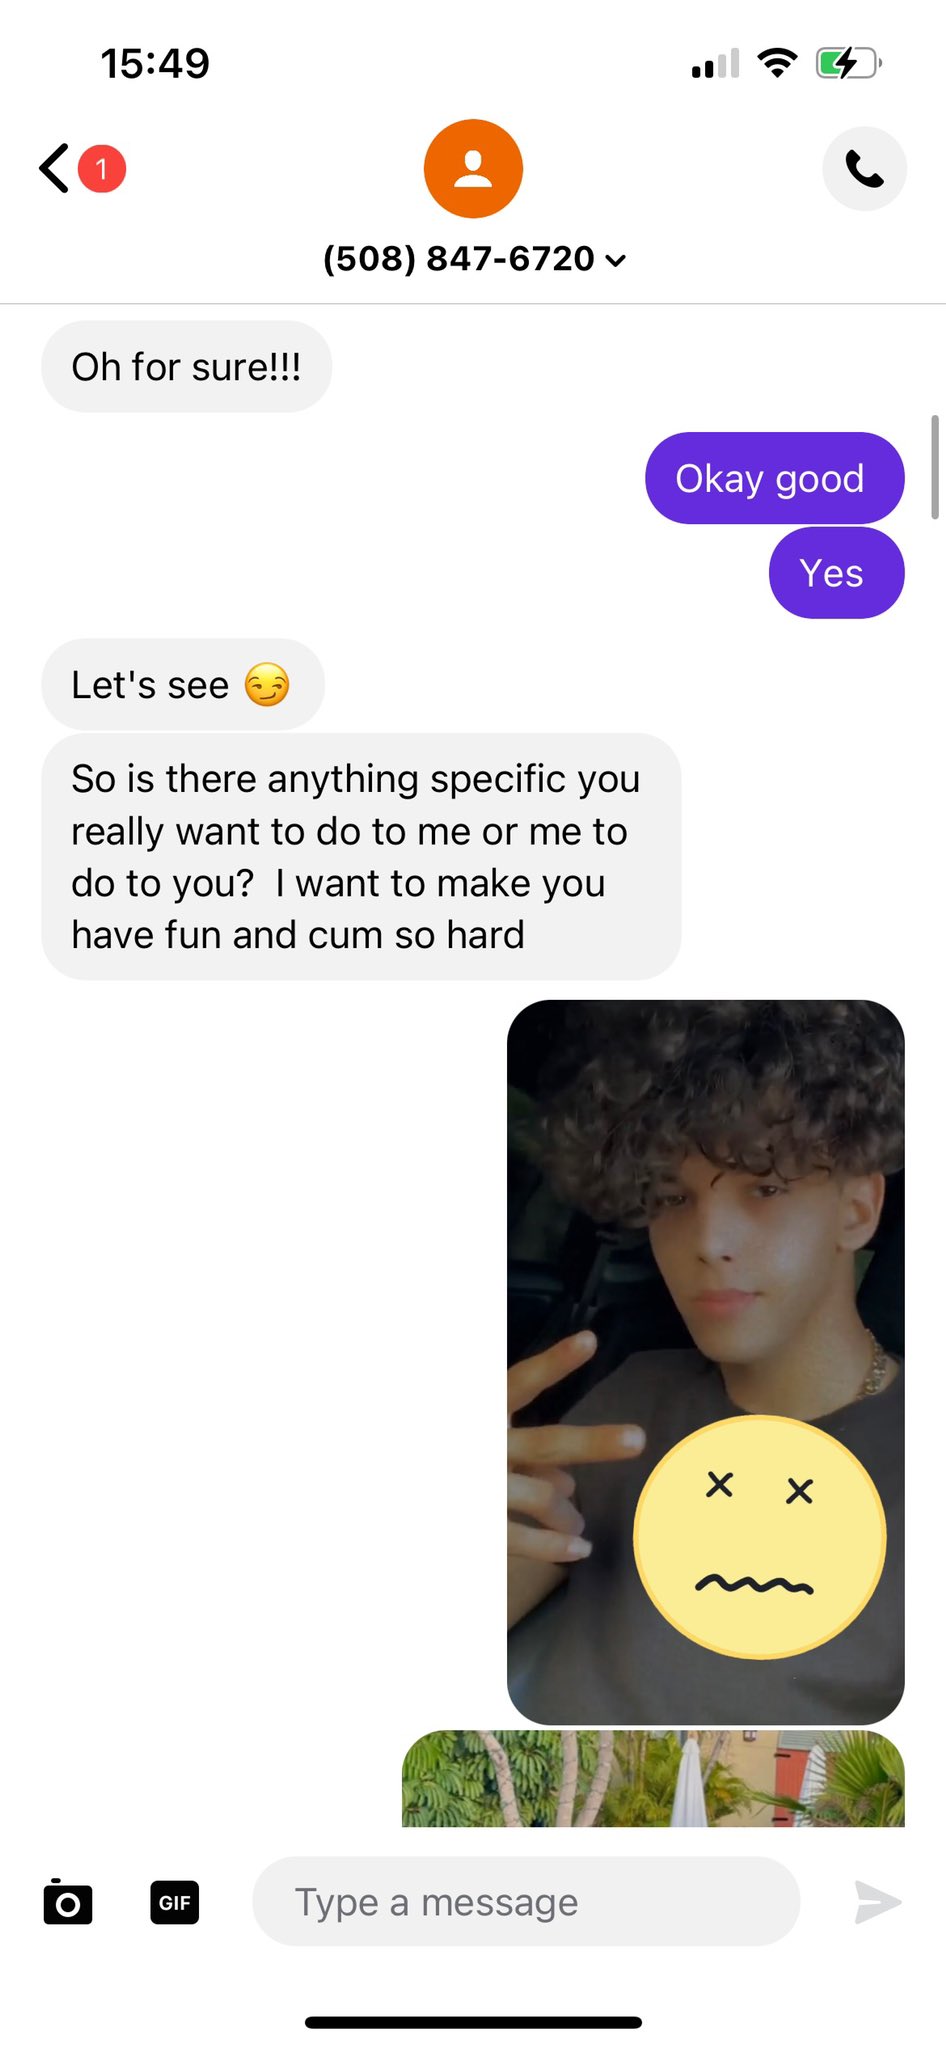 15:49
1
(508) 847-6720
Oh for sure!!!
Okay good
Yes
Let's see 😏
So is there anything specific you
really want to do to me or me to
do to you?  I want to make you
have fun and cum so hard
GIF
Type a message